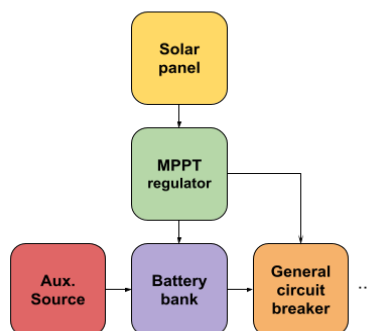 Solar
panel
MPPT
regulator
Aux.
Source
Battery
bank
General
circuit
breaker
..